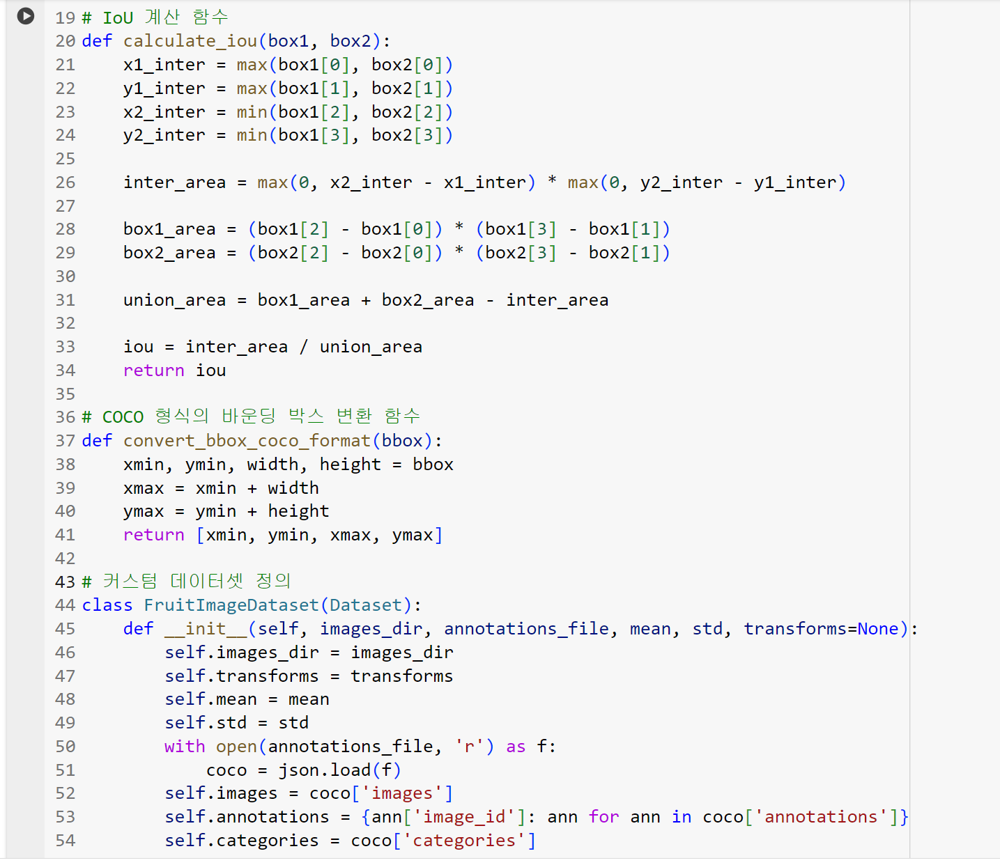 19 # IoU 계산 함수
20 def calculate_iou(box1, box2):
21     x1_inter = max(box1[0], box2[0])
22     y1_inter = max(box1[1], box2[1])
23     x2_inter = min(box1[2], box2[2])
24     y2_inter = min(box1[3], box2[3])
25
26     inter_area = max(0, x2_inter - x1_inter) * max(0, y2_inter - y1_inter)
27
28     box1_area = (box1[2] - box1[0]) * (box1[3] - box1[1])
29     box2_area = (box2[2] - box2[0]) * (box2[3] - box2[1])
30
31     union_area = box1_area + box2_area - inter_area
32
33     iou = inter_area / union_area
34     return iou
35
36 # COCO 형식의 바운딩 박스 변환 함수
37 def convert_bbox_coco_format(bbox):
38     xmin, ymin, width, height = bbox
39     xmax = xmin + width
40     ymax = ymin + height
41     return [xmin, ymin, xmax, ymax]
42
43 # 커스텀 데이터셋 정의
44 class FruitImageDataset(Dataset):
45     def __init__(self, images_dir, annotations_file, mean, std, transforms=None):
46         self.images_dir = images_dir
47         self.transforms = transforms
48         self.mean = mean
49         self.std = std
50         with open(annotations_file, 'r') as f:
51             coco = json.load(f)
52         self.images = coco['images']
53         self.annotations = {ann['image_id']: ann for ann in coco['annotations']}
54         self.categories = coco['categories']